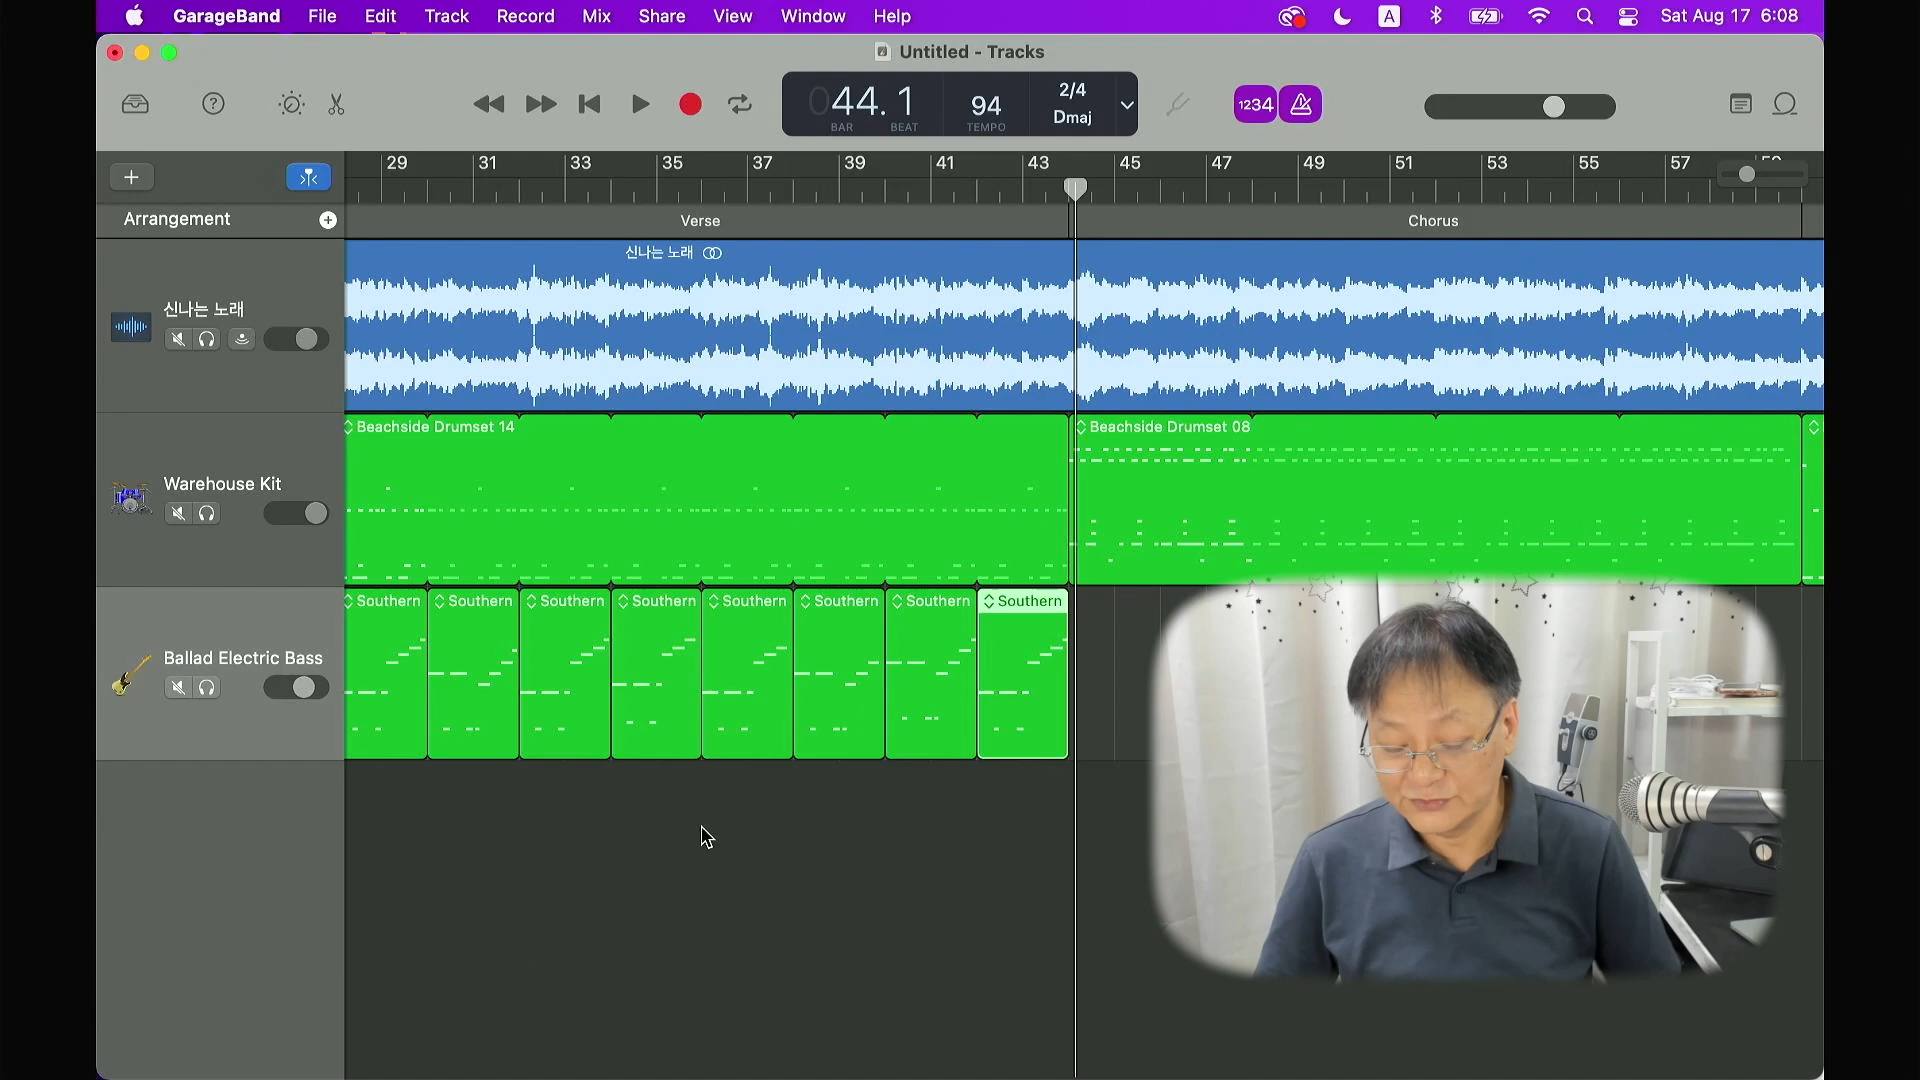 GarageBand File Edit Track Record Mix Share View Window Help A Sat Aug 17 6:08
Untitled - Tracks
044. 1 94 2/4
Dmaj
BAR BEAT TEMPO
1234
29 31 33 35 37 39 41 43 45 47 49 51 53 55 57
Arrangement Verse Chorus
신나는 노래
신나는 노래
Beachside Drumset 14 Beachside Drumset 08
Warehouse Kit
Southern Southern Southern Southern Southern Southern Southern Southern
Ballad Electric Bass